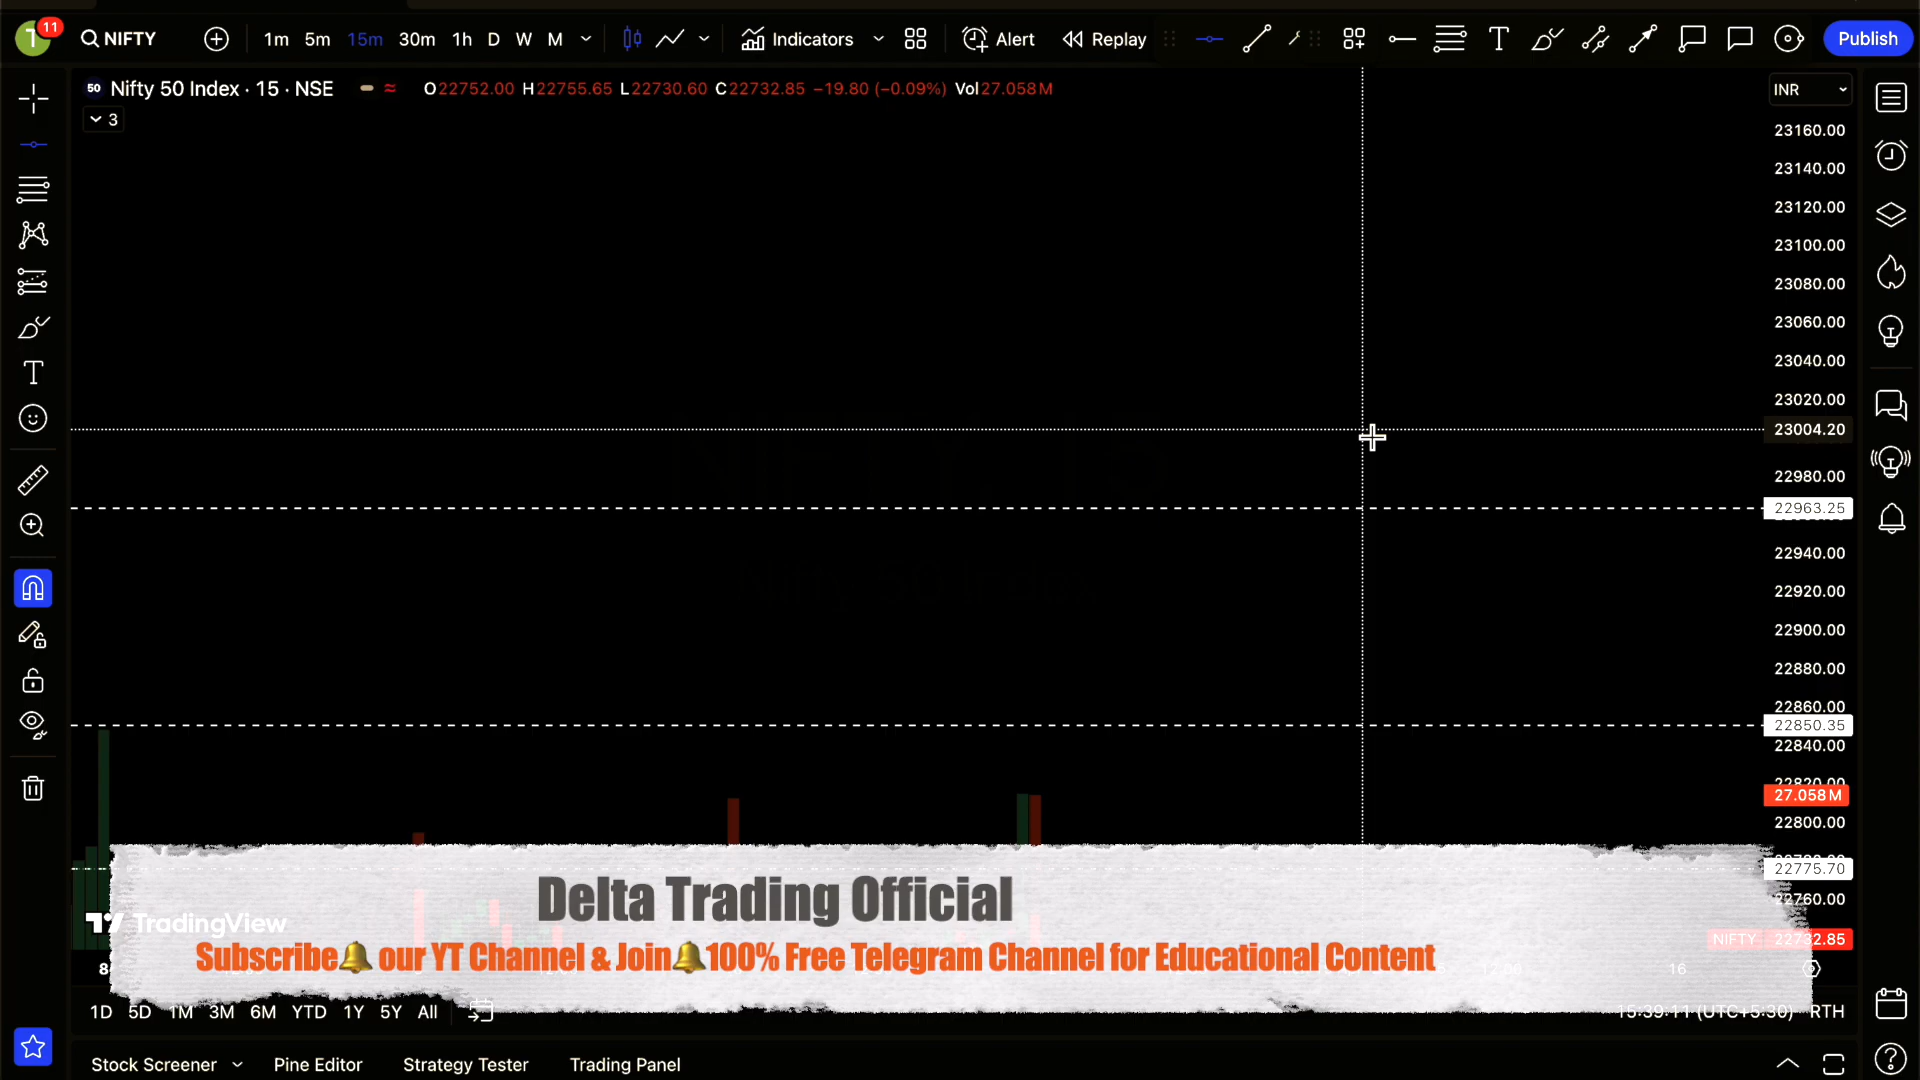 T 11 NIFTY 1m 5m 15m 30m 1h D W M Indicators Alert Replay T Publish
50 Nifty 50 Index · 15 · NSE O22752.00 H22755.65 L22730.60 C22732.85 −19.80 (−0.09%) Vol27.058M INR
3
23160.00
23140.00
23120.00
23100.00
23080.00
23060.00
23040.00
23020.00
23004.20
22980.00
22963.25
22940.00
22920.00
22900.00
22880.00
22860.00
22850.35
22840.00
22820.00
27.058M
22800.00
22775.70
22760.00
Delta Trading Official
TradingView
NIFTY 22732.85
Subscribe🔔 our YT Channel & Join🔔100% Free Telegram Channel for Educational Content
8 16
1D 5D 1M 3M 6M YTD 1Y 5Y All 15:39:11 (UTC+5:30) RTH
Stock Screener Pine Editor Strategy Tester Trading Panel